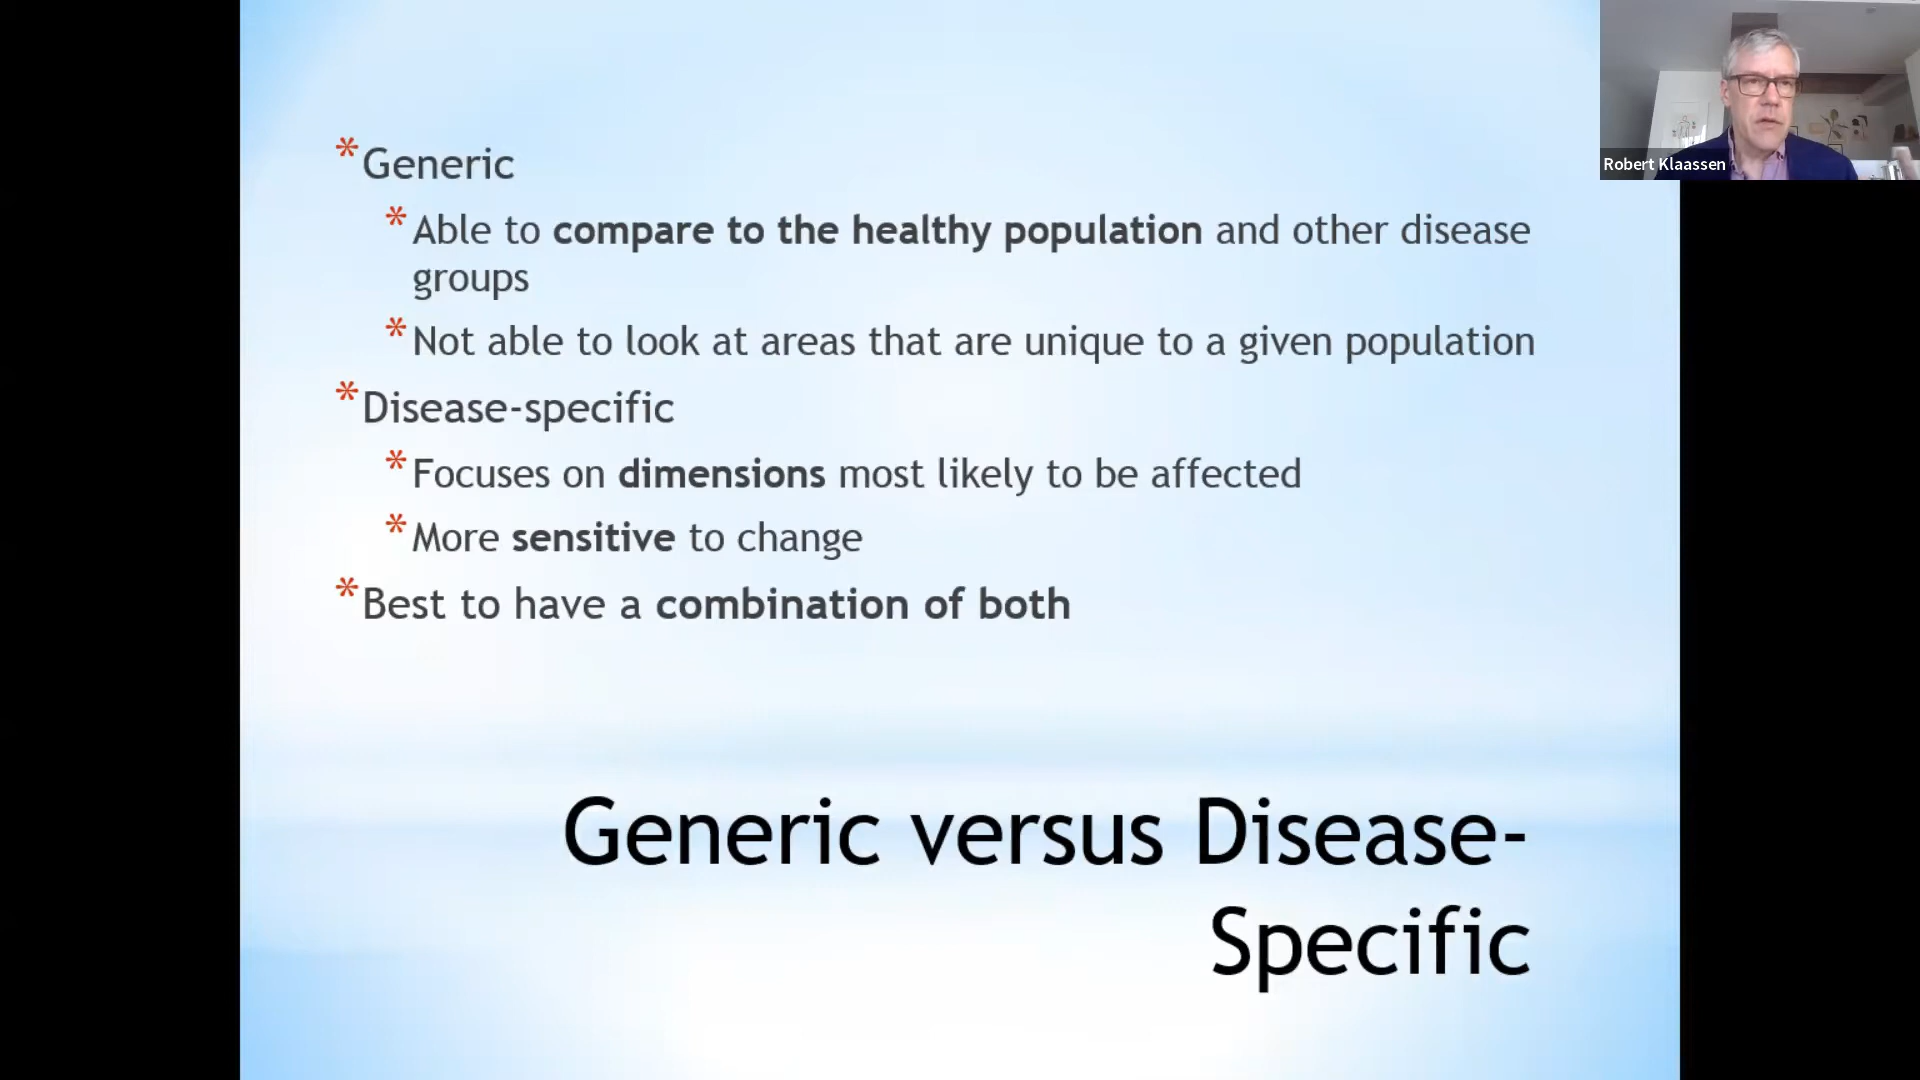 *Generic
*Able to compare to the healthy population and other disease
groups
*Not able to look at areas that are unique to a given population
*Disease-specific
*Focuses on dimensions most likely to be affected
*More sensitive to change
*Best to have a combination of both
Generic versus Disease-
Specific
Robert Klaassen